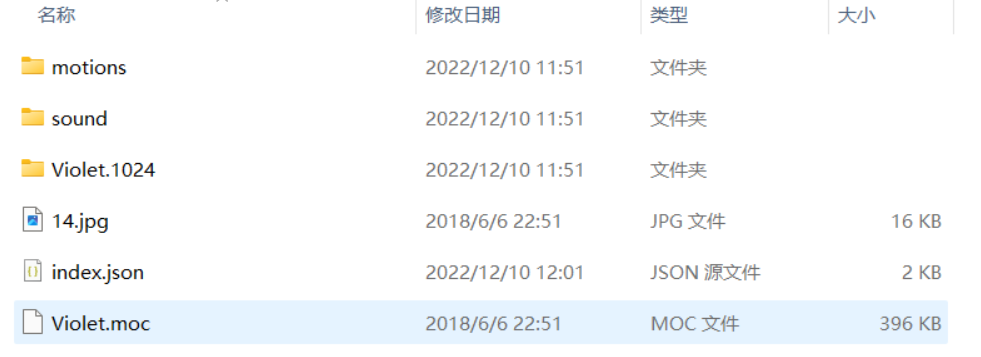 名称 修改日期 类型 大小
motions 2022/12/10 11:51 文件夹
sound 2022/12/10 11:51 文件夹
Violet.1024 2022/12/10 11:51 文件夹
14.jpg 2018/6/6 22:51 JPG 文件 16 KB
index.json 2022/12/10 12:01 JSON 源文件 2 KB
Violet.moc 2018/6/6 22:51 MOC 文件 396 KB